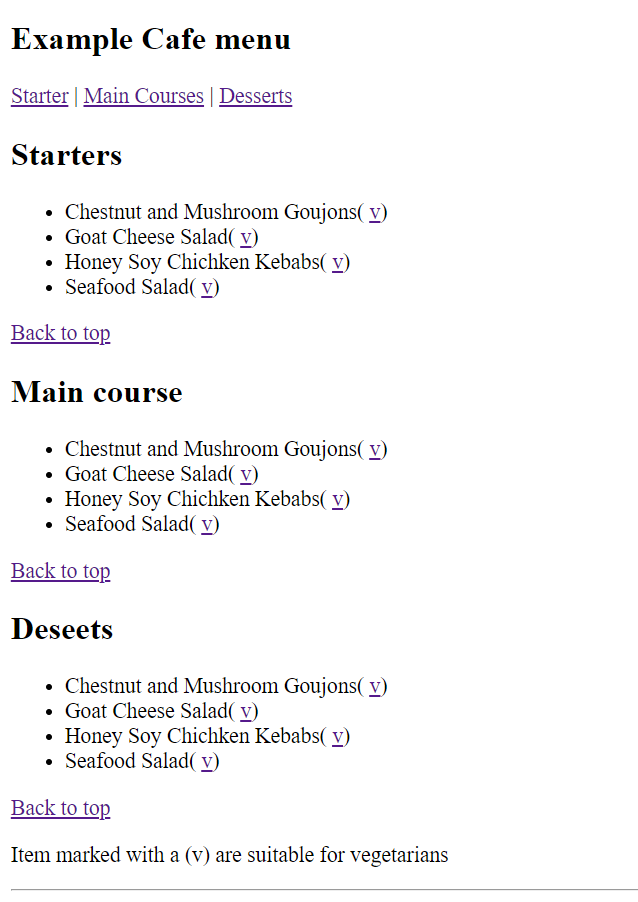 Example Cafe menu
Starter | Main Courses | Desserts
Starters
• Chestnut and Mushroom Goujons( v)
• Goat Cheese Salad( v)
• Honey Soy Chichken Kebabs( v)
• Seafood Salad( v)
Back to top
Main course
• Chestnut and Mushroom Goujons( v)
• Goat Cheese Salad( v)
• Honey Soy Chichken Kebabs( v)
• Seafood Salad( v)
Back to top
Deseets
• Chestnut and Mushroom Goujons( v)
• Goat Cheese Salad( v)
• Honey Soy Chichken Kebabs( v)
• Seafood Salad( v)
Back to top
Item marked with a (v) are suitable for vegetarians